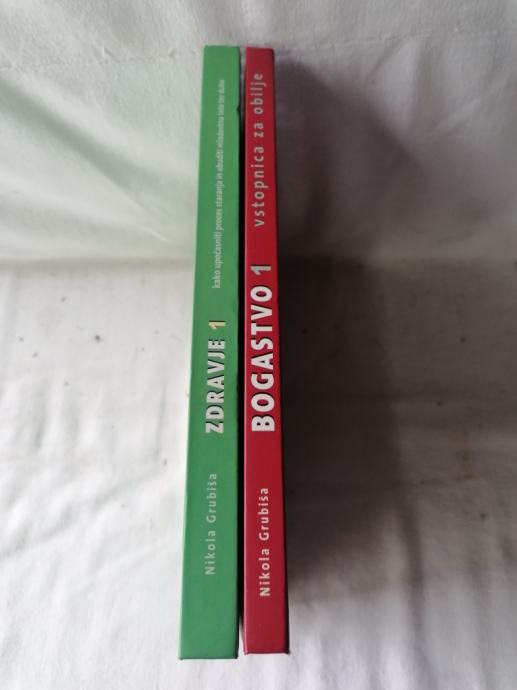 Nikola Grubiša ZDRAVJE 1 kako upočasniti proces staranja in obuditi mladostno telo ter duha
Nikola Grubiša BOGASTVO 1 vstopnica za obilje